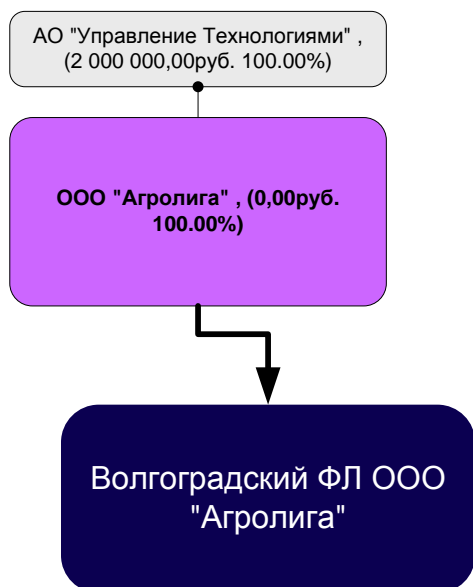 АО "Управление Технологиями" ,
(2 000 000,00руб. 100.00%)
ООО "Агролига" , (0,00руб.
100.00%)
Волгоградский ФЛ ООО
"Агролига"